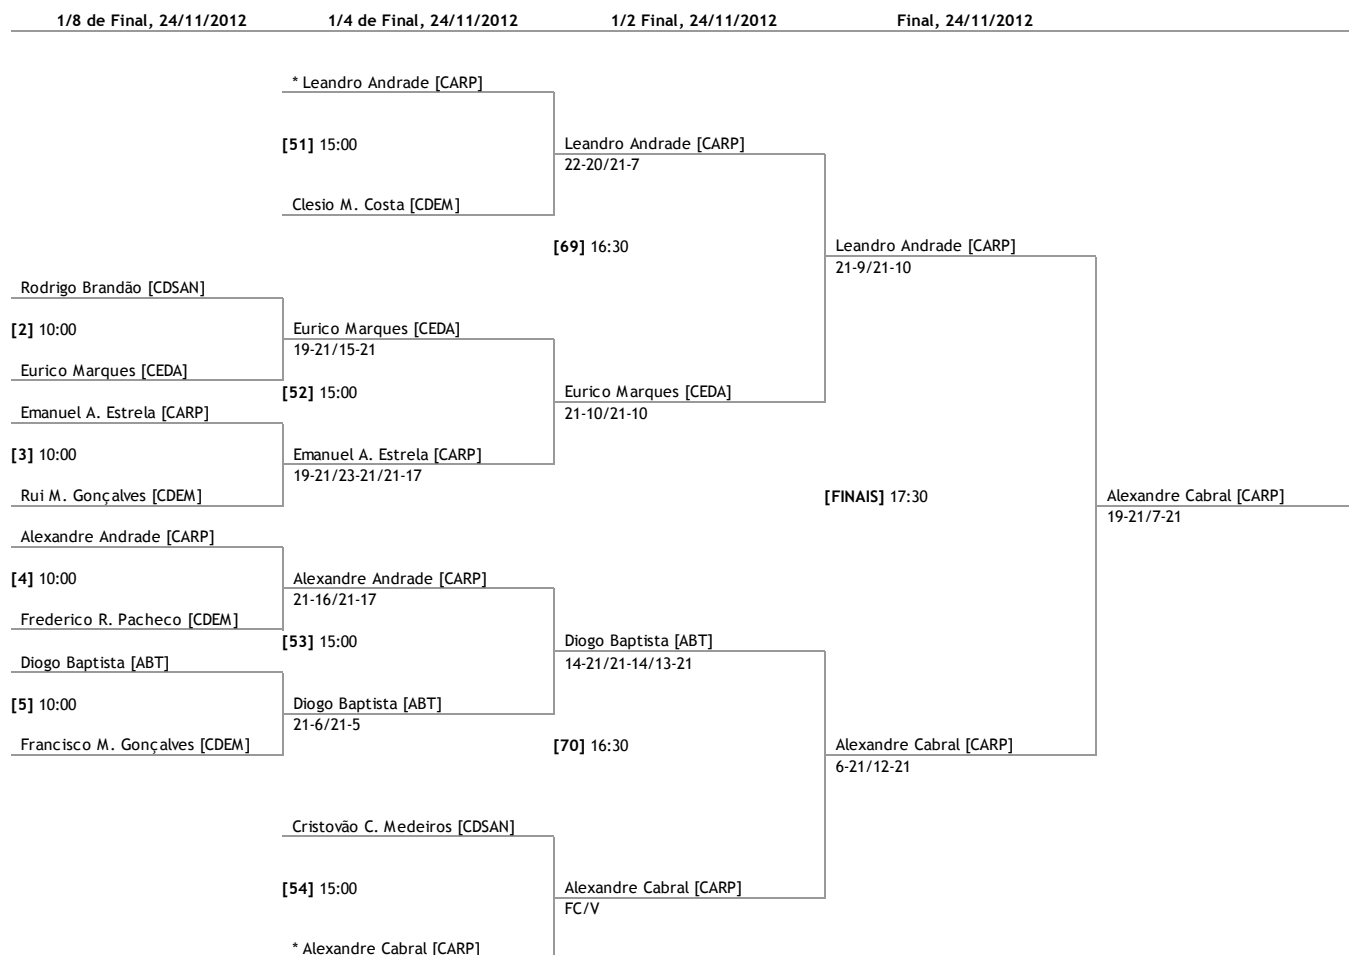 1/8 de Final, 24/11/2012 1/4 de Final, 24/11/2012 1/2 Final, 24/11/2012 Final, 24/11/2012
* Leandro Andrade [CARP]
[51] 15:00 Leandro Andrade [CARP]
22-20/21-7
Clesio M. Costa [CDEM]
[69] 16:30 Leandro Andrade [CARP]
21-9/21-10
Rodrigo Brandão [CDSAN]
[2] 10:00 Eurico Marques [CEDA]
19-21/15-21
Eurico Marques [CEDA]
[52] 15:00 Eurico Marques [CEDA]
Emanuel A. Estrela [CARP] 21-10/21-10
[3] 10:00 Emanuel A. Estrela [CARP]
19-21/23-21/21-17
Rui M. Gonçalves [CDEM] [FINAIS] 17:30 Alexandre Cabral [CARP]
19-21/7-21
Alexandre Andrade [CARP]
[4] 10:00 Alexandre Andrade [CARP]
21-16/21-17
Frederico R. Pacheco [CDEM]
[53] 15:00 Diogo Baptista [ABT]
Diogo Baptista [ABT] 14-21/21-14/13-21
[5] 10:00 Diogo Baptista [ABT]
21-6/21-5
Francisco M. Gonçalves [CDEM] [70] 16:30 Alexandre Cabral [CARP]
6-21/12-21
Cristovão C. Medeiros [CDSAN]
[54] 15:00 Alexandre Cabral [CARP]
FC/V
* Alexandre Cabral [CARP]